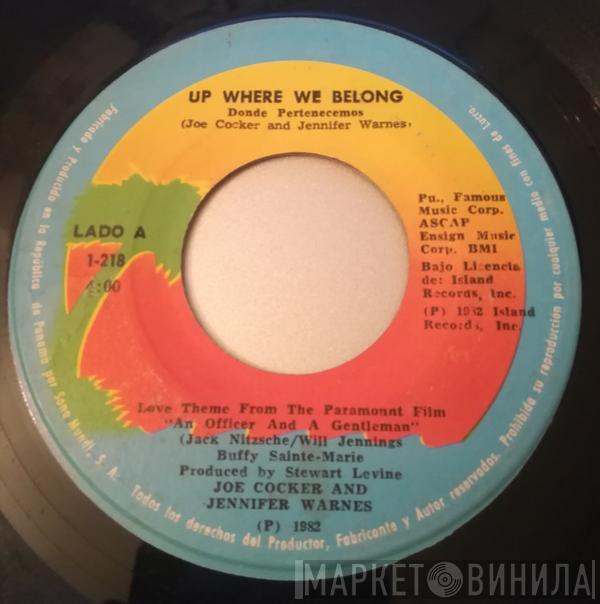 UP WHERE WE BELONG
Donde Pertenecemos
(Joe Cocker and Jennifer Warnes)
LADO A
1-218
4:00
Pu., Famous
Music Corp.
ASCAP
Ensign Music
Corp. BMI
Bajo Licencia
de: Island
Records, Inc.
(P) 1982 Island
Records, Inc.
Love Theme From The Paramount Film
"An Officer And A Gentleman"
(Jack Nitzsche/Will Jennings
Buffy Sainte-Marie
Produced by Stewart Levine
JOE COCKER AND
JENNIFER WARNES
(P) 1982
Fabricado y Producido en la República de Panama por Sono Mundi, S. A.
Todos los derechos del Productor, Fabricante y Autor reservados. Prohibida su reproducción por cualquier medio con fines de Lucro.
МАРКЕТ ВИНИЛА